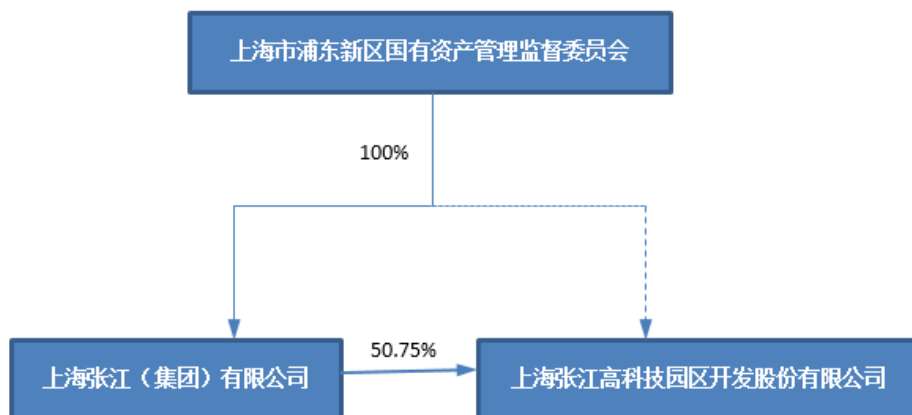 上海市浦东新区国有资产管理监督委员会
100%
50.75%
上海张江（集团）有限公司
上海张江高科技园区开发股份有限公司